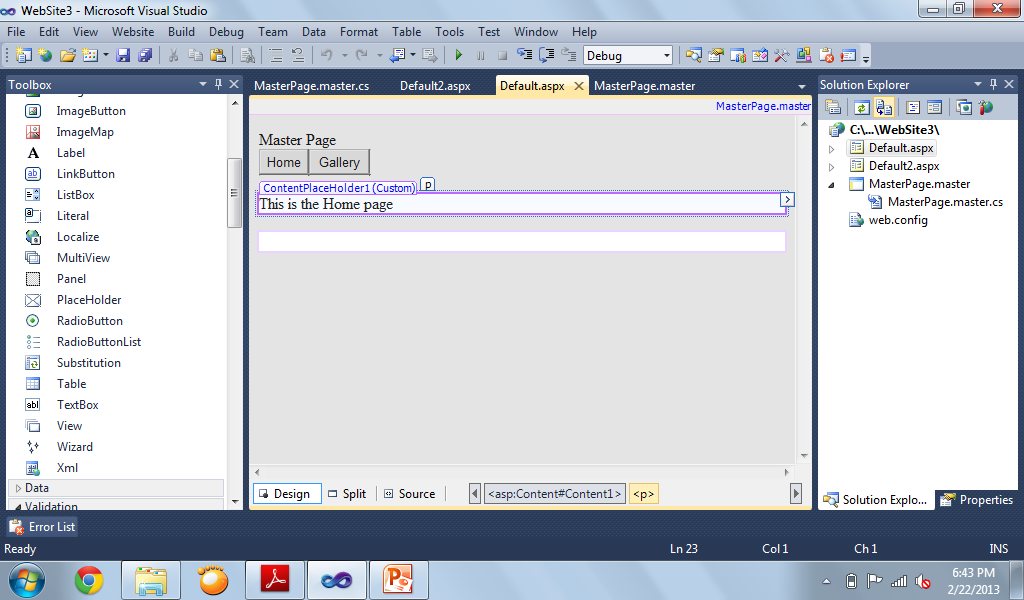 WebSite3 - Microsoft Visual Studio
File Edit View Website Build Debug Team Data Format Table Tools Test Window Help
Debug
Toolbox
ImageButton
ImageMap
A Label
ab LinkButton
ListBox
Literal
Localize
MultiView
Panel
PlaceHolder
RadioButton
RadioButtonList
Substitution
Table
abl TextBox
View
Wizard
Xml
Data
Validation
MasterPage.master.cs Default2.aspx Default.aspx MasterPage.master
MasterPage.master
Master Page
Home Gallery
ContentPlaceHolder1 (Custom) p
This is the Home page
Design Split Source <asp:Content#Content1> <p>
Solution Explorer
C:\...\WebSite3\
Default.aspx
Default2.aspx
MasterPage.master
MasterPage.master.cs
web.config
Solution Explo... Properties
Error List
Ready Ln 23 Col 1 Ch 1 INS
6:43 PM
2/22/2013